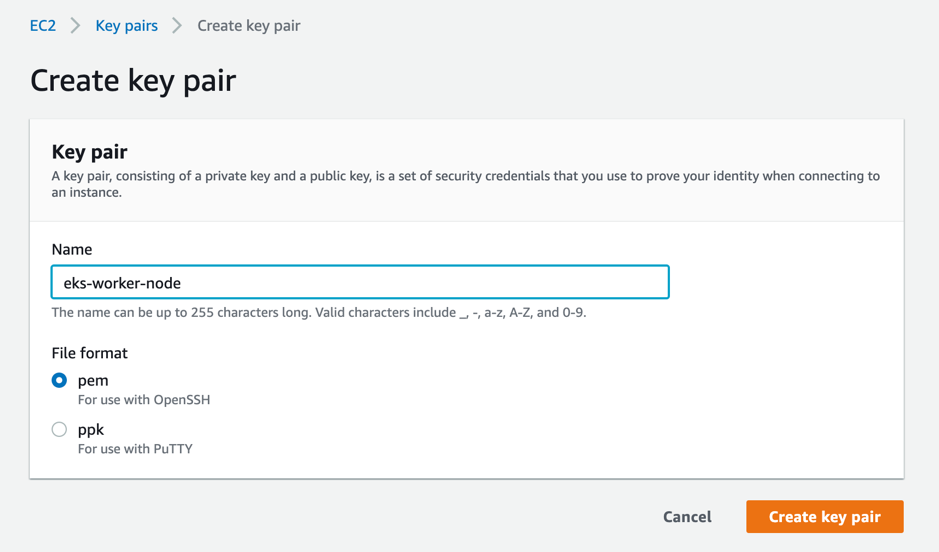 EC2 > Key pairs > Create key pair
Create key pair
Key pair
A key pair, consisting of a private key and a public key, is a set of security credentials that you use to prove your identity when connecting to
an instance.
Name
eks-worker-node
The name can be up to 255 characters long. Valid characters include _, -, a-z, A-Z, and 0-9.
File format
pem
For use with OpenSSH
ppk
For use with PuTTY
Cancel
Create key pair